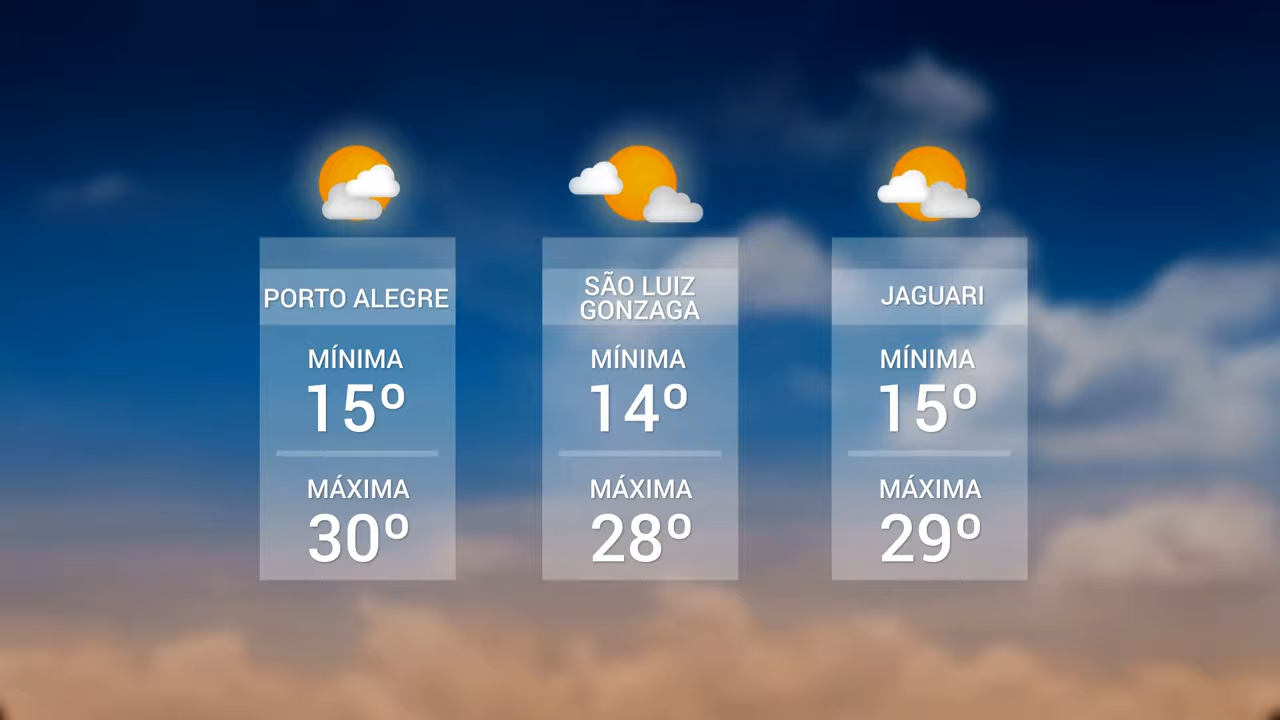 PORTO ALEGRE
MÍNIMA
15º
MÁXIMA
30º
SÃO LUIZ
GONZAGA
MÍNIMA
14º
MÁXIMA
28º
JAGUARI
MÍNIMA
15º
MÁXIMA
29º